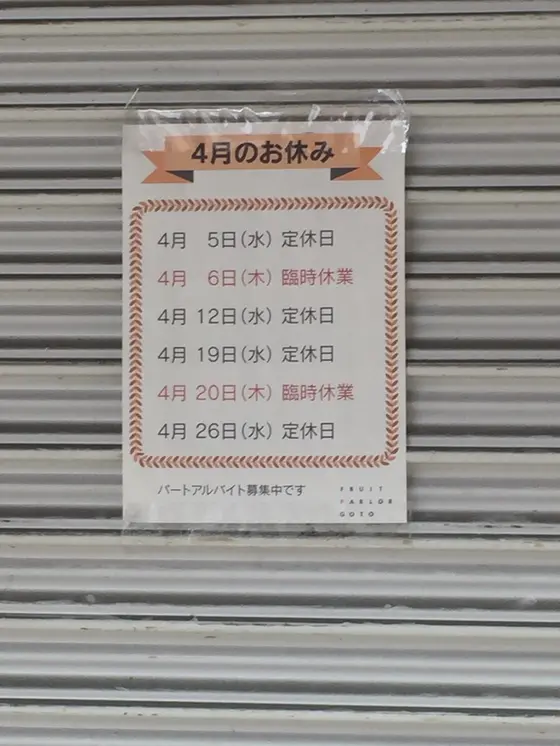 4月のお休み
4月 5日(水) 定休日
4月 6日(木) 臨時休業
4月 12日(水) 定休日
4月 19日(水) 定休日
4月 20日(木) 臨時休業
4月 26日(水) 定休日
パートアルバイト募集中です
FRUIT
PARLOR
GOTO